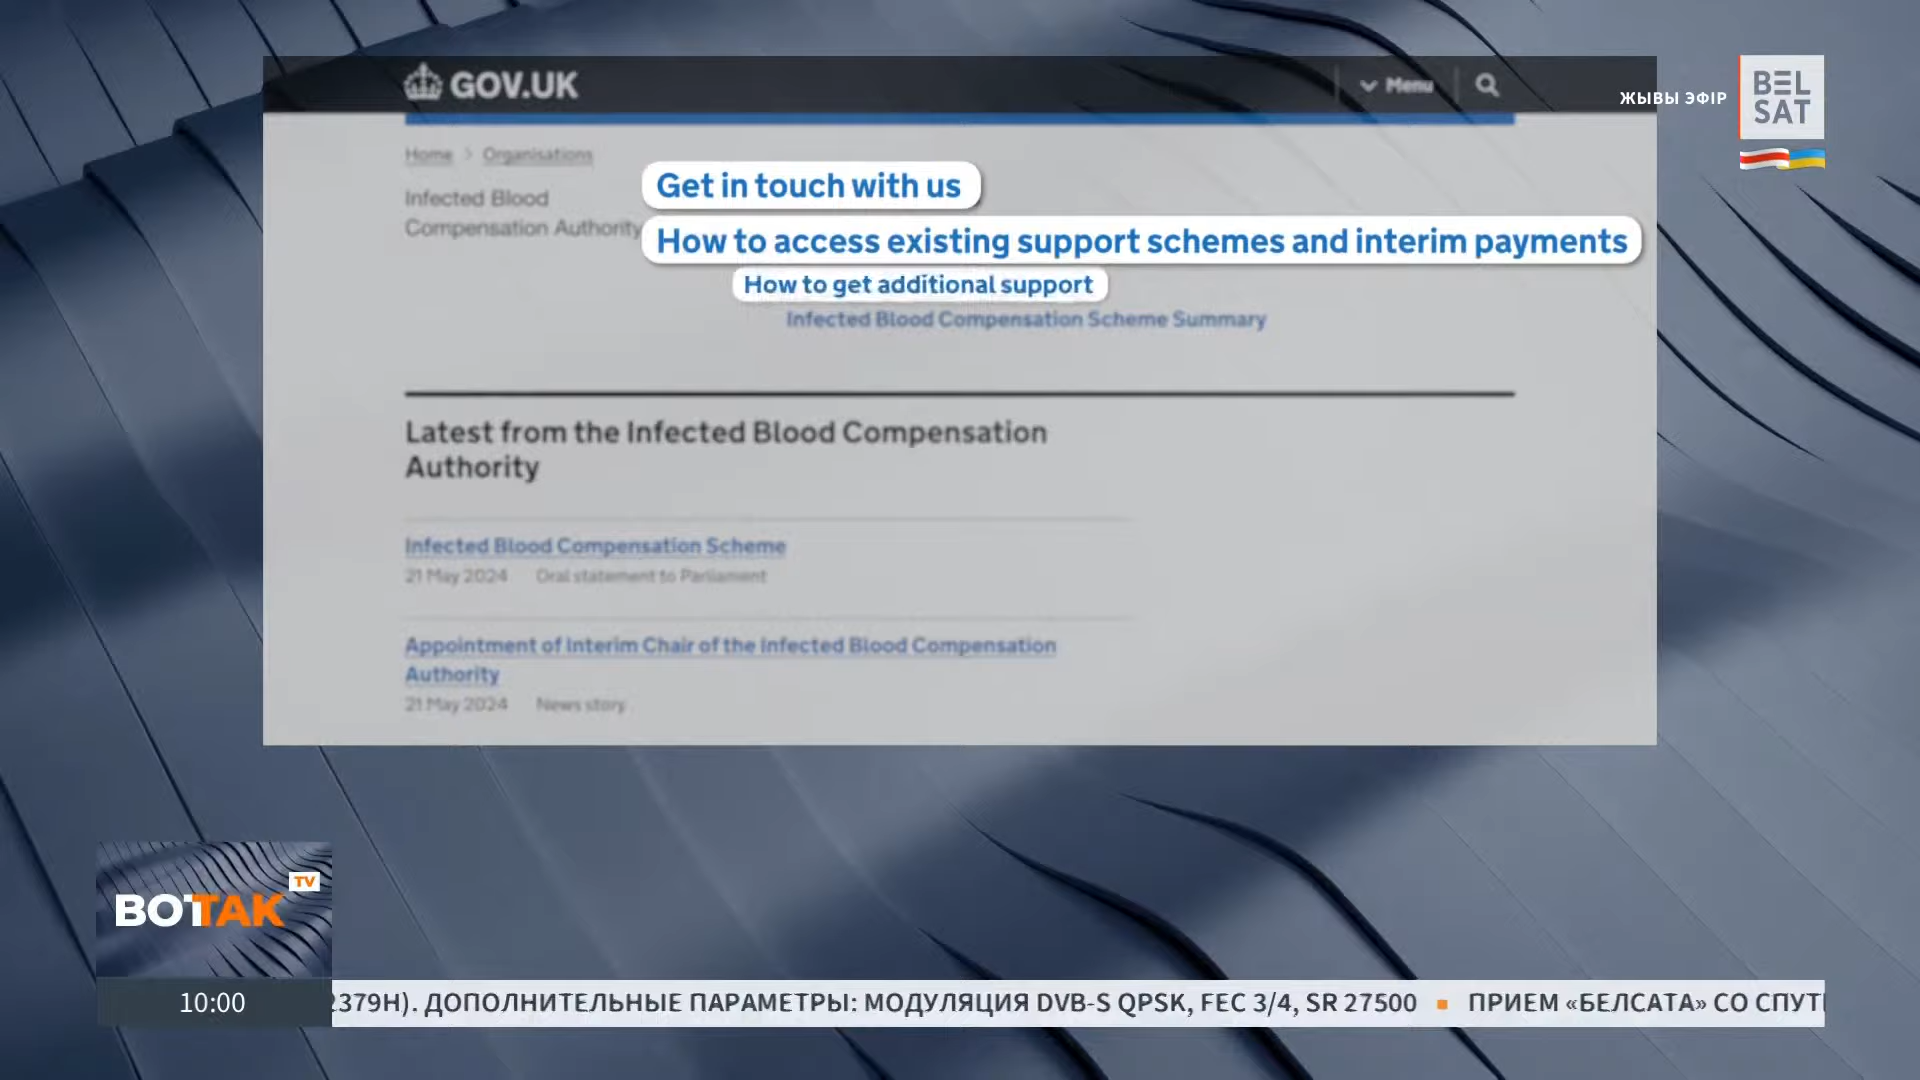 GOV.UK
Menu
ЖЫВЫ ЭФІР
BEL
SAT
Home > Organisations
Infected Blood
Compensation Authority
Get in touch with us
How to access existing support schemes and interim payments
How to get additional support
Infected Blood Compensation Scheme Summary
Latest from the Infected Blood Compensation
Authority
Infected Blood Compensation Scheme
21 May 2024 Oral statement to Parliament
Appointment of Interim Chair of the Infected Blood Compensation
Authority
21 May 2024 News story
ВОТТАК
TV
10:00
2379H). ДОПОЛНИТЕЛЬНЫЕ ПАРАМЕТРЫ: МОДУЛЯЦИЯ DVB-S QPSK, FEC 3/4, SR 27500 ▪ ПРИЕМ «БЕЛСАТА» СО